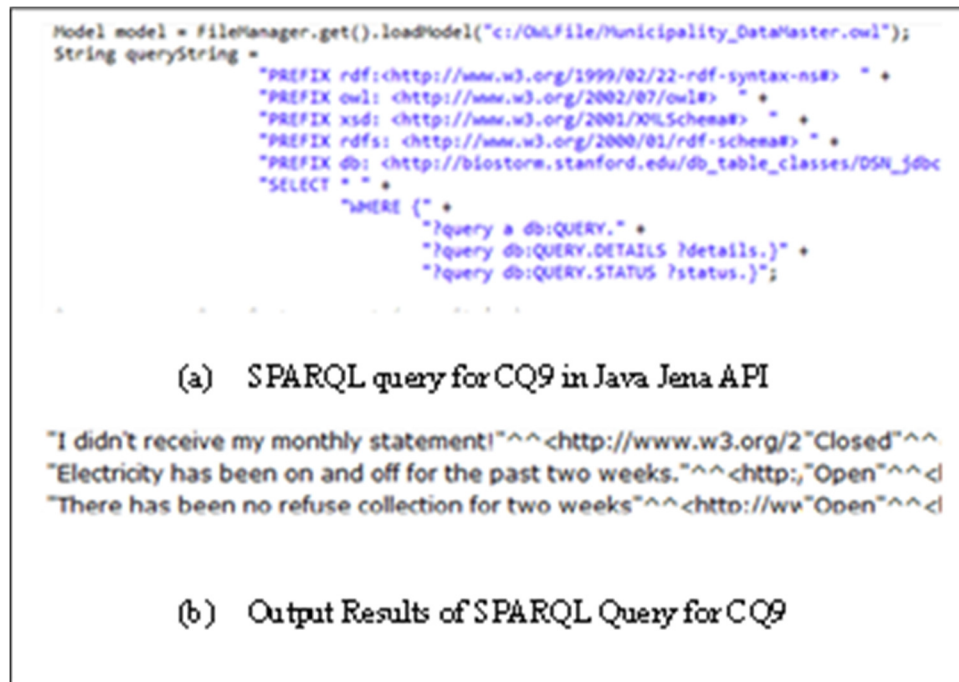 Model model = FileManager.get().loadModel("c:/OWLFile/Municipality_DataMaster.owl");
String queryString =
"PREFIX rdf:<http://www.w3.org/1999/02/22-rdf-syntax-ns#>  " +
"PREFIX owl: <http://www.w3.org/2002/07/owl#>  " +
"PREFIX xsd: <http://www.w3.org/2001/XMLSchema#>  "  +
"PREFIX rdfs: <http://www.w3.org/2000/01/rdf-schema#> " +
"PREFIX db: <http://biostorm.stanford.edu/db_table_classes/DSN_jdbc
"SELECT * " +
"WHERE {" +
"?query a db:QUERY." +
"?query db:QUERY.DETAILS ?details.}" +
"?query db:QUERY.STATUS ?status.}";
(a) SPARQL query for CQ9 in Java Jena API
"I didn't receive my monthly statement!"^^<http://www.w3.org/2"Closed"^^
"Electricity has been on and off for the past two weeks."^^<http:,"Open"^^<l
"There has been no refuse collection for two weeks"^^<http://ww"Open"^^<l
(b) Output Results of SPARQL Query for CQ9